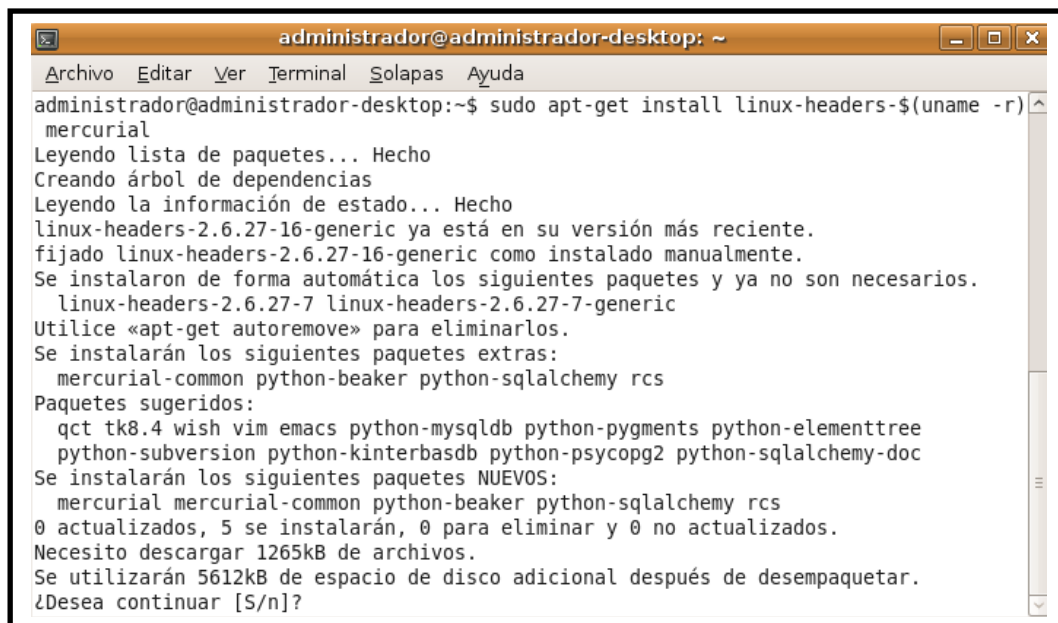 administrador@administrador-desktop: ~
Archivo Editar Ver Terminal Solapas Ayuda
administrador@administrador-desktop:~$ sudo apt-get install linux-headers-$(uname -r)
mercurial
Leyendo lista de paquetes... Hecho
Creando árbol de dependencias
Leyendo la información de estado... Hecho
linux-headers-2.6.27-16-generic ya está en su versión más reciente.
fijado linux-headers-2.6.27-16-generic como instalado manualmente.
Se instalaron de forma automática los siguientes paquetes y ya no son necesarios.
linux-headers-2.6.27-7 linux-headers-2.6.27-7-generic
Utilice «apt-get autoremove» para eliminarlos.
Se instalarán los siguientes paquetes extras:
mercurial-common python-beaker python-sqlalchemy rcs
Paquetes sugeridos:
qct tk8.4 wish vim emacs python-mysqldb python-pygments python-elementtree
python-subversion python-kinterbasdb python-psycopg2 python-sqlalchemy-doc
Se instalarán los siguientes paquetes NUEVOS:
mercurial mercurial-common python-beaker python-sqlalchemy rcs
0 actualizados, 5 se instalarán, 0 para eliminar y 0 no actualizados.
Necesito descargar 1265kB de archivos.
Se utilizarán 5612kB de espacio de disco adicional después de desempaquetar.
¿Desea continuar [S/n]?